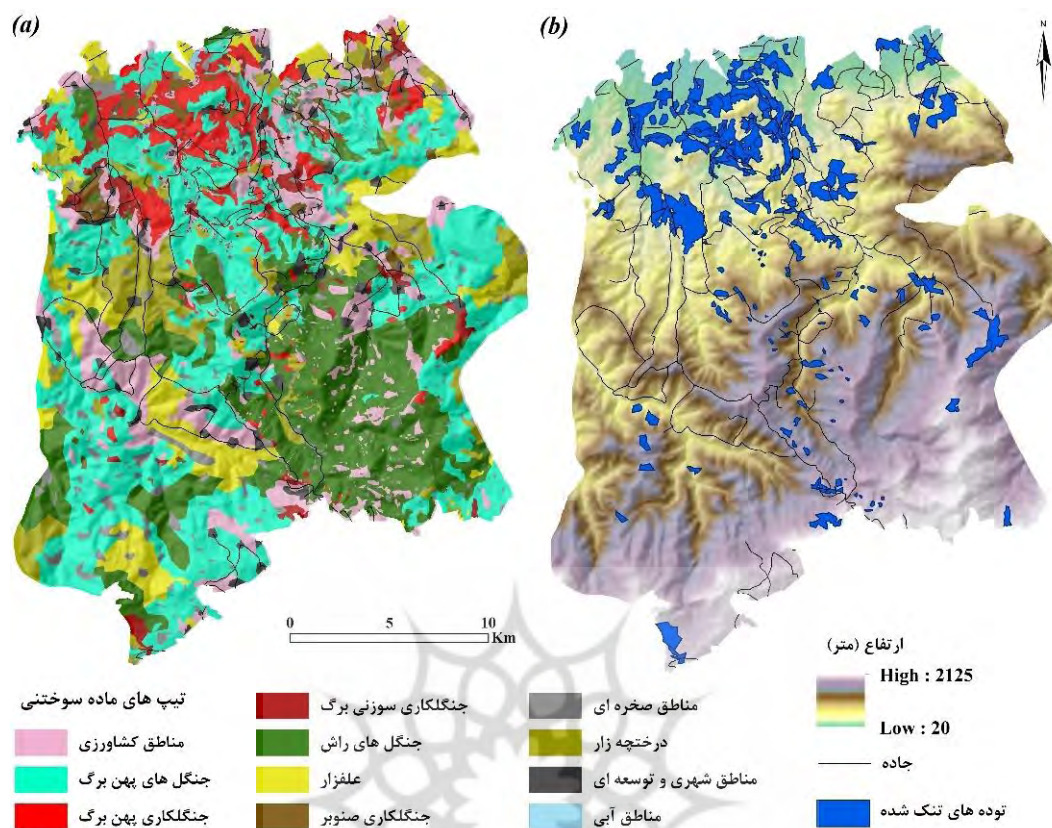 (a)
(b)
N
0 5 10
Km
تیپ های ماده سوختنی
مناطق کشاورزی
جنگل های پهن برگ
جنگلکاری پهن برگ
جنگلکاری سوزنی برگ
جنگل های راش
علفزار
جنگلکاری صنوبر
مناطق صخره ای
درختچه زار
مناطق شهری و توسعه ای
مناطق آبی
ارتفاع (متر)
High : 2125
Low : 20
جاده
توده های تنک شده